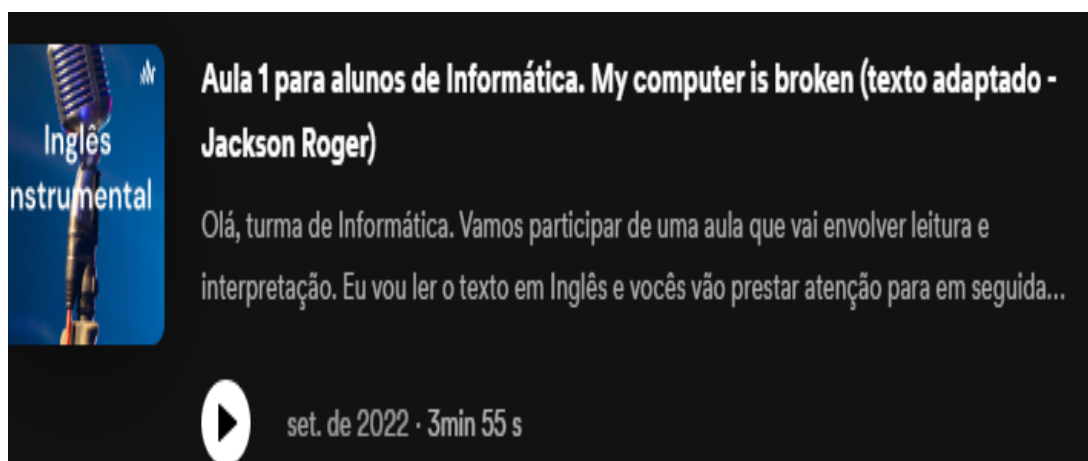 Inglês
nstrumental
Aula 1 para alunos de Informática. My computer is broken (texto adaptado -
Jackson Roger)
Olá, turma de Informática. Vamos participar de uma aula que vai envolver leitura e
interpretação. Eu vou ler o texto em Inglês e vocês vão prestar atenção para em seguida...
set. de 2022 · 3min 55 s